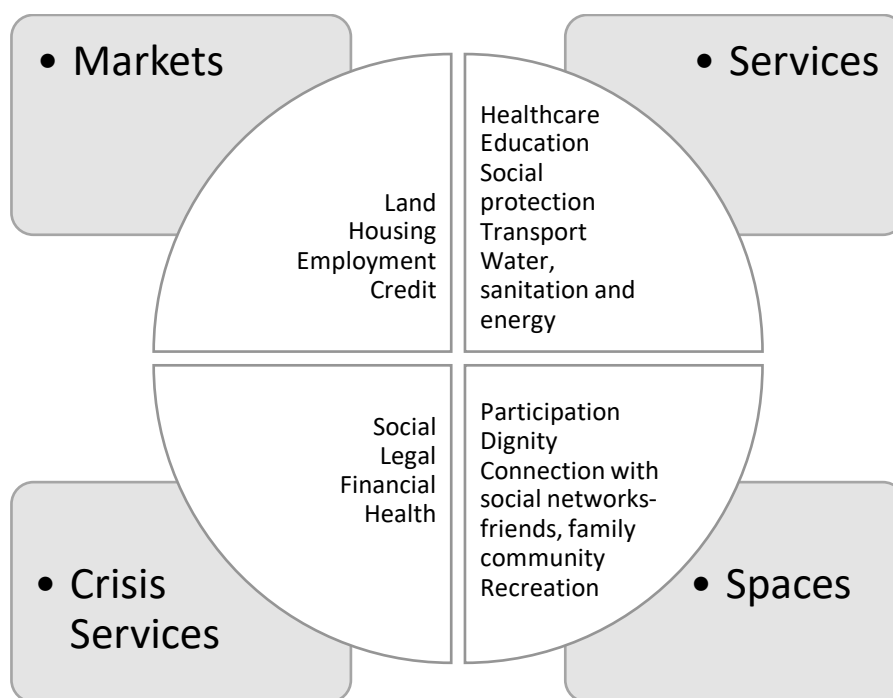 • Markets
Land
Housing
Employment
Credit
• Services
Healthcare
Education
Social
protection
Transport
Water,
sanitation and
energy
Social
Legal
Financial
Health
• Crisis
Services
Participation
Dignity
Connection with
social networks-
friends, family
community
Recreation
• Spaces